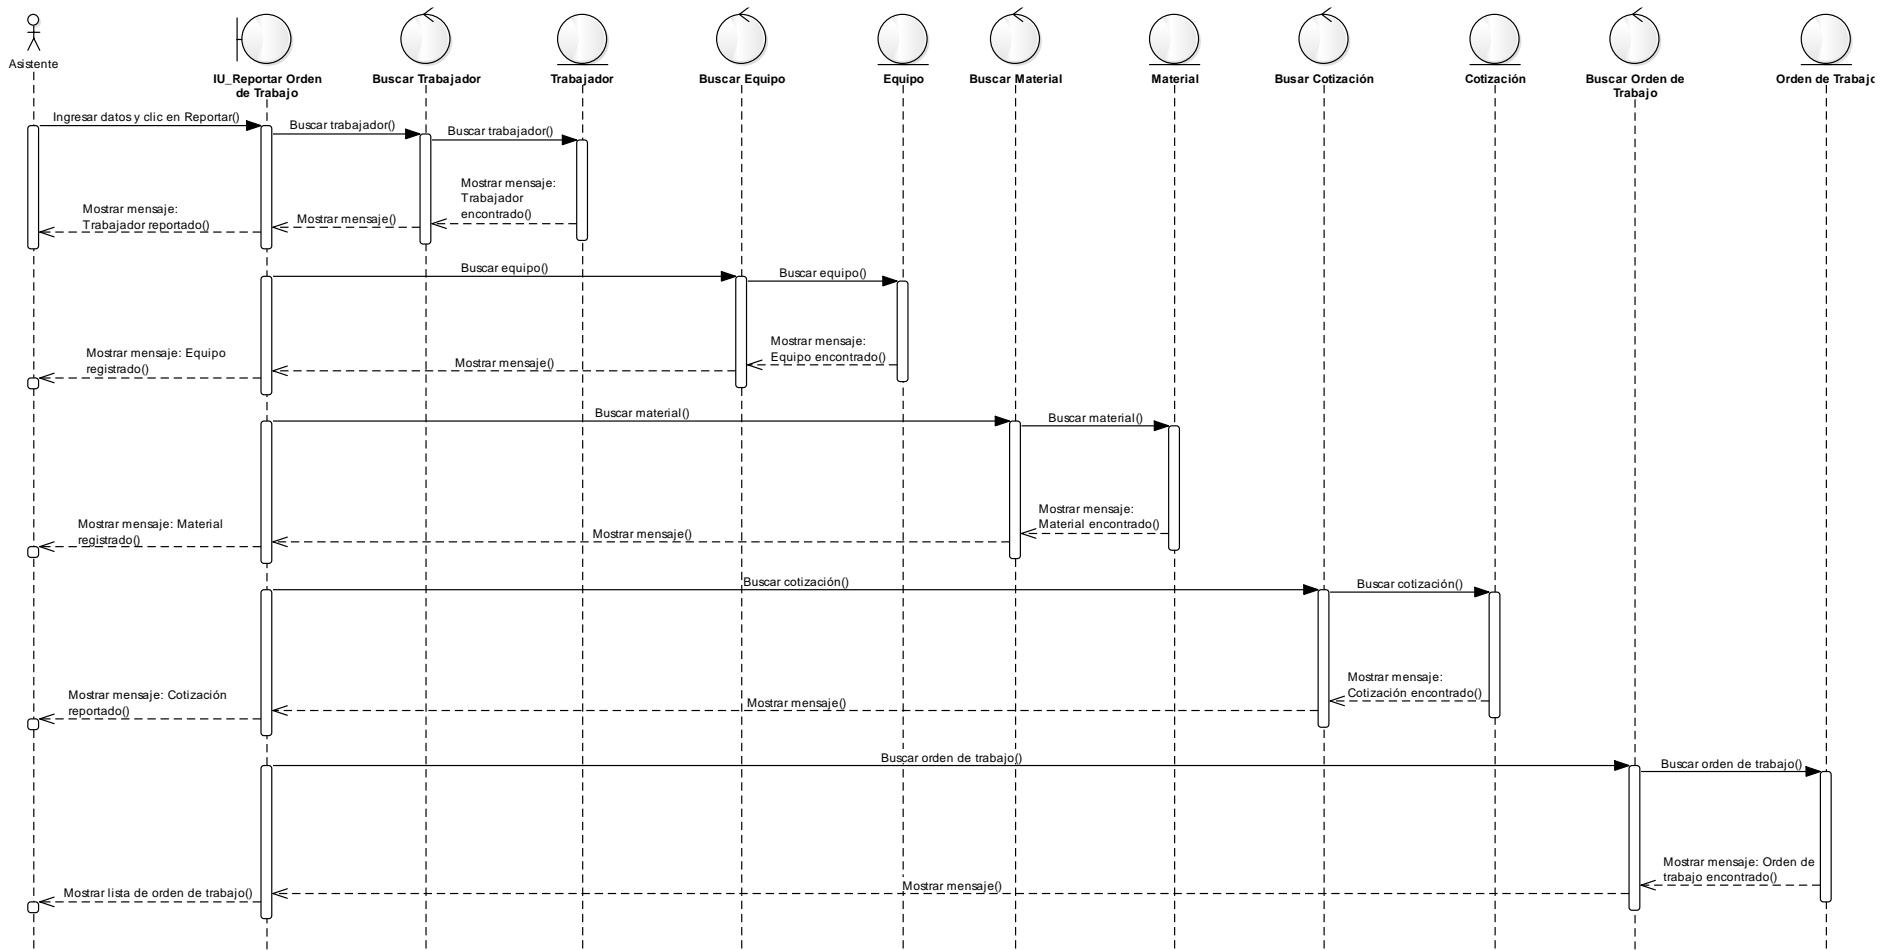 Asistente
IU_Reportar Orden
de Trabajo
Buscar Trabajador
Trabajador
Buscar Equipo
Equipo
Buscar Material
Material
Busar Cotización
Cotización
Buscar Orden de
Trabajo
Orden de Trabajo
Ingresar datos y clic en Reportar()
Buscar trabajador()
Buscar trabajador()
Mostrar mensaje:
Trabajador
encontrado()
Mostrar mensaje()
Mostrar mensaje:
Trabajador reportado()
Buscar equipo()
Buscar equipo()
Mostrar mensaje:
Equipo encontrado()
Mostrar mensaje()
Mostrar mensaje: Equipo
registrado()
Buscar material()
Buscar material()
Mostrar mensaje:
Material encontrado()
Mostrar mensaje()
Mostrar mensaje: Material
registrado()
Buscar cotización()
Buscar cotización()
Mostrar mensaje:
Cotización encontrado()
Mostrar mensaje()
Mostrar mensaje: Cotización
reportado()
Buscar orden de trabajo()
Buscar orden de trabajo()
Mostrar mensaje: Orden de
trabajo encontrado()
Mostrar mensaje()
Mostrar lista de orden de trabajo()